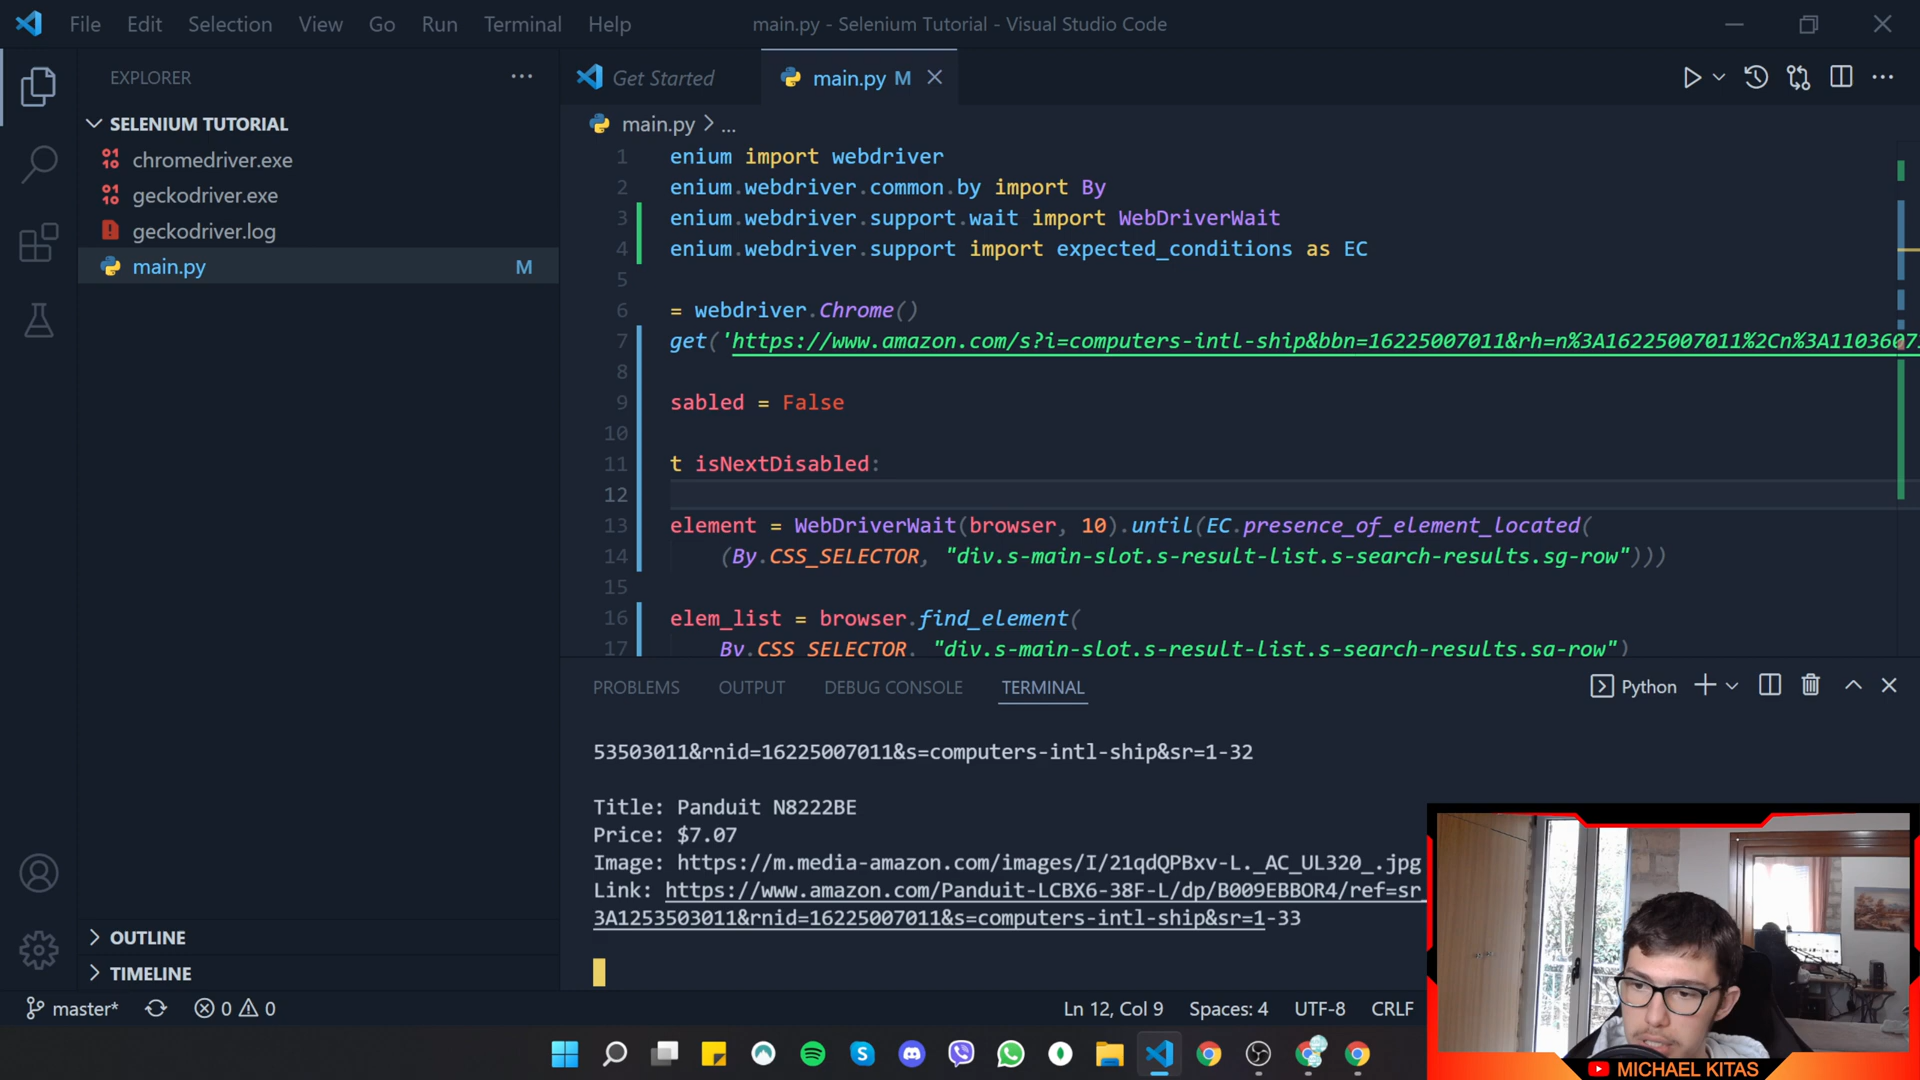 File Edit Selection View Go Run Terminal Help
main.py - Selenium Tutorial - Visual Studio Code
EXPLORER
SELENIUM TUTORIAL
chromedriver.exe
geckodriver.exe
geckodriver.log
main.py M
OUTLINE
TIMELINE
Get Started
main.py M
main.py > ...
1 enium import webdriver
2 enium.webdriver.common.by import By
3 enium.webdriver.support.wait import WebDriverWait
4 enium.webdriver.support import expected_conditions as EC
5
6 = webdriver.Chrome()
7 get('https://www.amazon.com/s?i=computers-intl-ship&bbn=16225007011&rh=n%3A16225007011%2Cn%3A1103607
8
9 sabled = False
10
11 t isNextDisabled:
12
13 element = WebDriverWait(browser, 10).until(EC.presence_of_element_located(
14 (By.CSS_SELECTOR, "div.s-main-slot.s-result-list.s-search-results.sg-row")))
15
16 elem_list = browser.find_element(
17 By.CSS_SELECTOR, "div.s-main-slot.s-result-list.s-search-results.sg-row")
PROBLEMS OUTPUT DEBUG CONSOLE TERMINAL
Python
53503011&rnid=16225007011&s=computers-intl-ship&sr=1-32
Title: Panduit N8222BE
Price: $7.07
Image: https://m.media-amazon.com/images/I/21qdQPBxv-L._AC_UL320_.jpg
Link: https://www.amazon.com/Panduit-LCBX6-38F-L/dp/B009EBBOR4/ref=sr_
3A1253503011&rnid=16225007011&s=computers-intl-ship&sr=1-33
master* 0 0
Ln 12, Col 9 Spaces: 4 UTF-8 CRLF
MICHAEL KITAS